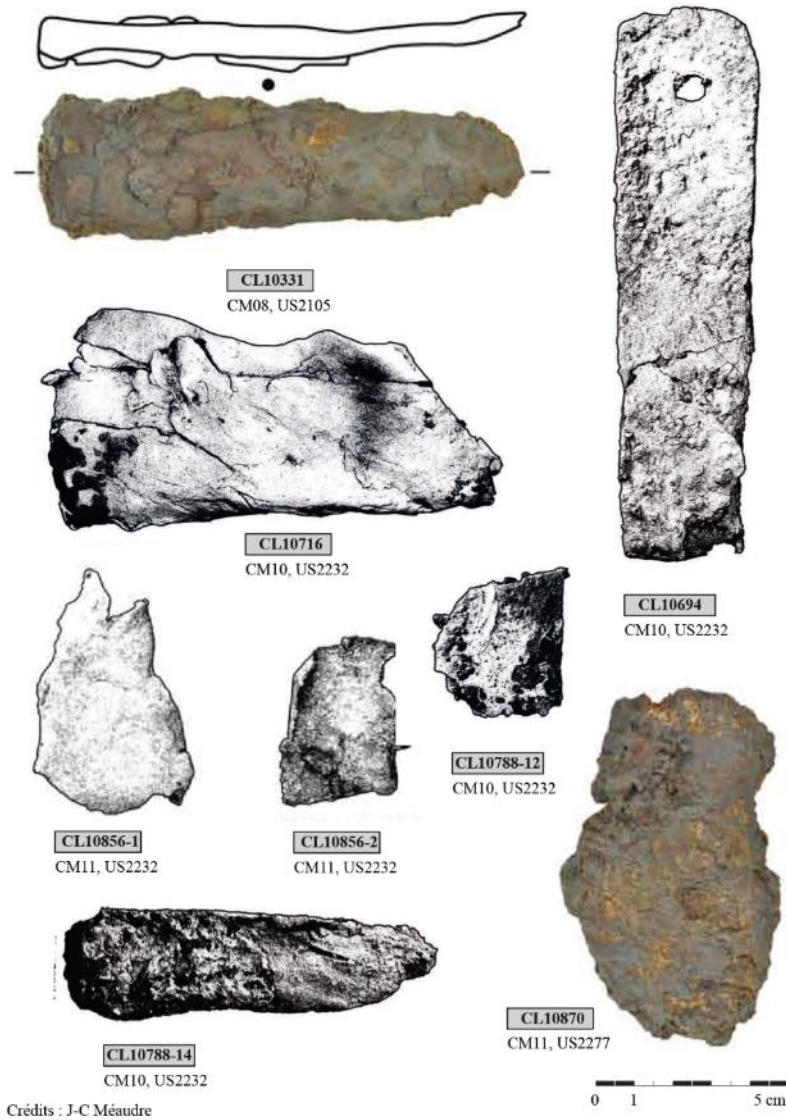 CL10331
CM08, US2105
CL10716
CM10, US2232
CL10694
CM10, US2232
CL10788-12
CM10, US2232
CL10856-1
CM11, US2232
CL10856-2
CM11, US2232
CL10870
CM11, US2277
CL10788-14
CM10, US2232
0 1 5 cm
Crédits : J-C Méaudre